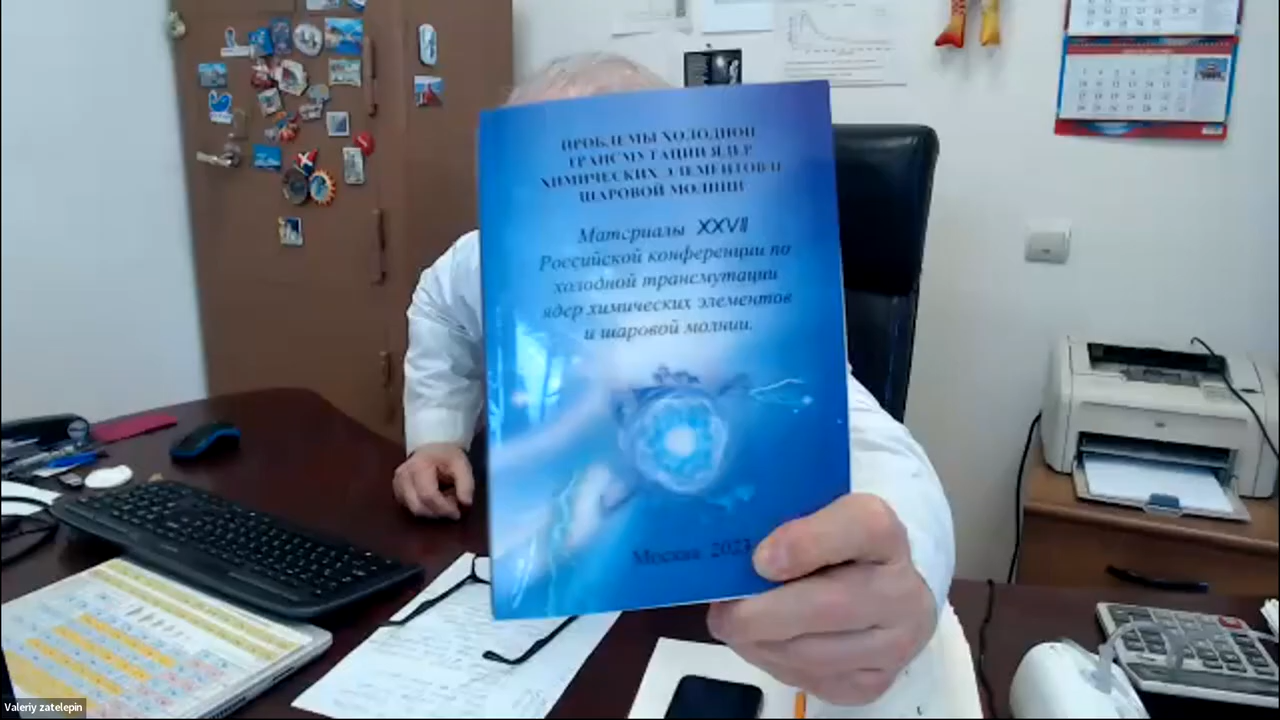 ПРОБЛЕМЫ ХОЛОДНОЙ
ТРАНСМУТАЦИИ ЯДЕР
ХИМИЧЕСКИХ ЭЛЕМЕНТОВ И
ШАРОВОЙ МОЛНИИ
Материалы XXVII
Российской конференции по
холодной трансмутации
ядер химических элементов
и шаровой молнии.
Москва 2023
Valeriy zatelepin